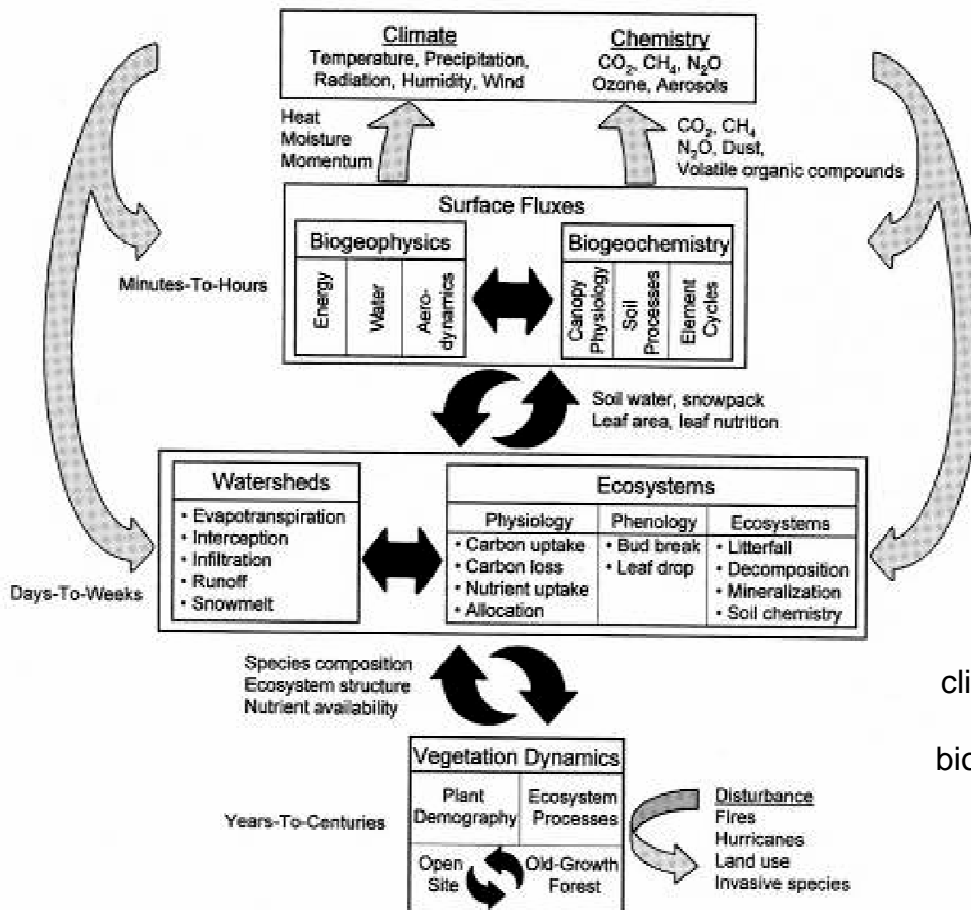 Climate
Temperature, Precipitation,
Radiation, Humidity, Wind
Chemistry
CO₂, CH₄, N₂O
Ozone, Aerosols
Heat
Moisture
Momentum
CO₂, CH₄
N₂O, Dust,
Volatile organic compounds
Surface Fluxes
Minutes-To-Hours
Biogeophysics
Energy
Water
Aero-
dynamics
Biogeochemistry
Canopy
Physiology
Soil
Processes
Element
Cycles
Soil water, snowpack
Leaf area, leaf nutrition
Days-To-Weeks
Watersheds
• Evapotranspiration
• Interception
• Infiltration
• Runoff
• Snowmelt
Ecosystems
Physiology
• Carbon uptake
• Carbon loss
• Nutrient uptake
• Allocation
Phenology
• Bud break
• Leaf drop
Ecosystems
• Litterfall
• Decomposition
• Mineralization
• Soil chemistry
Species composition
Ecosystem structure
Nutrient availability
Years-To-Centuries
Vegetation Dynamics
Plant
Demography
Ecosystem
Processes
Open
Site
Old-Growth
Forest
Disturbance
Fires
Hurricanes
Land use
Invasive species
cli